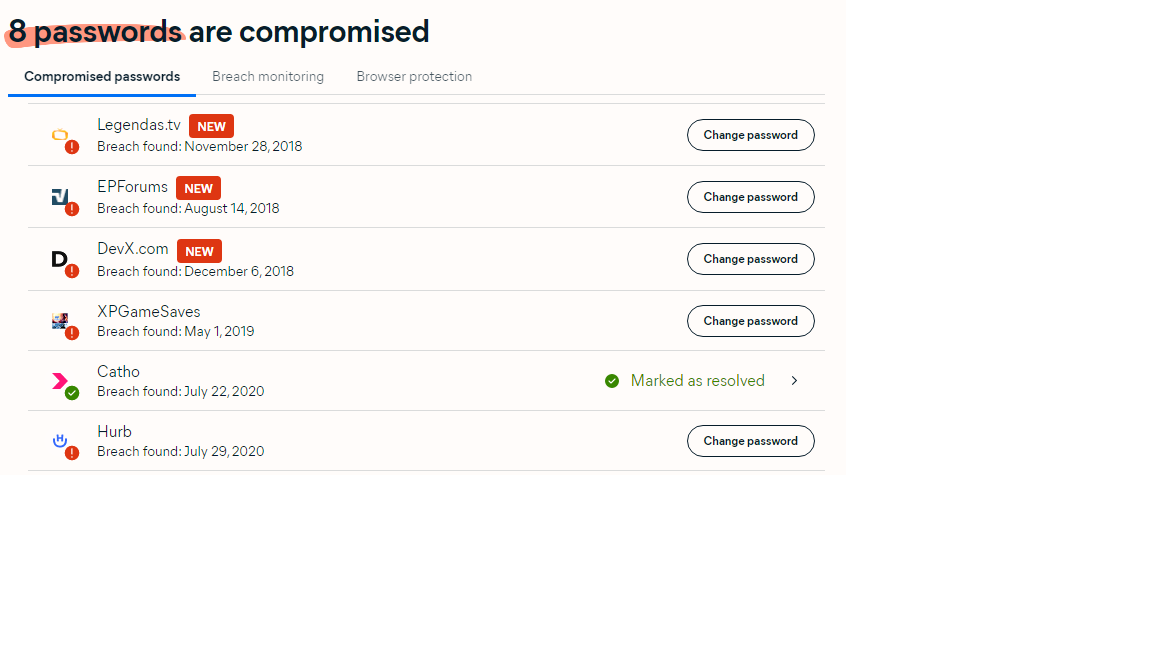 8 passwords are compromised
Compromised passwords Breach monitoring Browser protection
Legendas.tv NEW
Breach found: November 28, 2018
Change password
EPForums NEW
Breach found: August 14, 2018
Change password
DevX.com NEW
Breach found: December 6, 2018
Change password
XPGameSaves
Breach found: May 1, 2019
Change password
Catho
Breach found: July 22, 2020
Marked as resolved
Hurb
Breach found: July 29, 2020
Change password